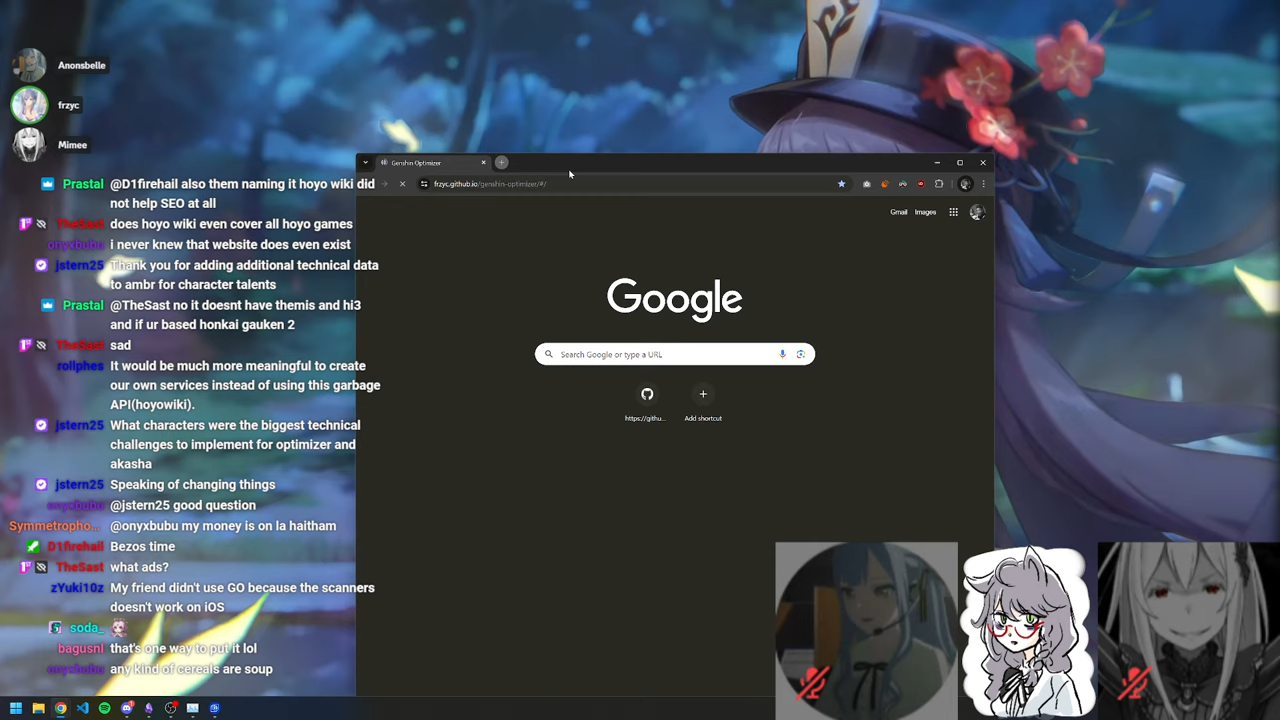 Anonsbelle
frzyc
Mimee
Prastal @D1firehail also them naming it hoyo wiki did
not help SEO at all
TheSast does hoyo wiki even cover all hoyo games
onyxbubu i never knew that website does even exist
jstern25 Thank you for adding additional technical data
to ambr for character talents
Prastal @TheSast no it doesnt have themis and hi3
and if ur based honkai gauken 2
TheSast sad
rollphes It would be much more meaningful to create
our own services instead of using this garbage
API(hoyowiki).
jstern25 What characters were the biggest technical
challenges to implement for optimizer and
akasha
jstern25 Speaking of changing things
onyxbubu @jstern25 good question
Symmetropho... @onyxbubu my money is on la haitham
D1firehail Bezos time
TheSast what ads?
zYuki10z My friend didn't use GO because the scanners
doesn't work on iOS
soda_
bagusnl that's one way to put it lol
onyxbubu any kind of cereals are soup
Genshin Optimizer
frzyc.github.io/genshin-optimizer/#/
Gmail Images
Google
Search Google or type a URL
https://githu... Add shortcut